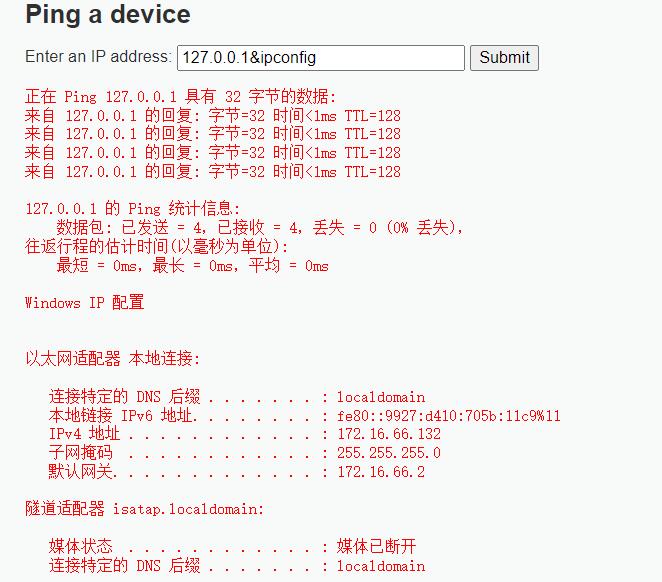 Ping a device
Enter an IP address: 127.0.0.1&ipconfig Submit
正在 Ping 127.0.0.1 具有 32 字节的数据:
来自 127.0.0.1 的回复: 字节=32 时间<1ms TTL=128
来自 127.0.0.1 的回复: 字节=32 时间<1ms TTL=128
来自 127.0.0.1 的回复: 字节=32 时间<1ms TTL=128
来自 127.0.0.1 的回复: 字节=32 时间<1ms TTL=128
127.0.0.1 的 Ping 统计信息:
数据包: 已发送 = 4，已接收 = 4，丢失 = 0 (0% 丢失)，
往返行程的估计时间(以毫秒为单位):
最短 = 0ms，最长 = 0ms，平均 = 0ms
Windows IP 配置
以太网适配器 本地连接:
连接特定的 DNS 后缀 . . . . . . . : localdomain
本地链接 IPv6 地址. . . . . . . . : fe80::9927:d410:705b:11c9%11
IPv4 地址 . . . . . . . . . . . . : 172.16.66.132
子网掩码 . . . . . . . . . . . . : 255.255.255.0
默认网关. . . . . . . . . . . . . : 172.16.66.2
隧道适配器 isatap.localdomain:
媒体状态 . . . . . . . . . . . . : 媒体已断开
连接特定的 DNS 后缀 . . . . . . . : localdomain